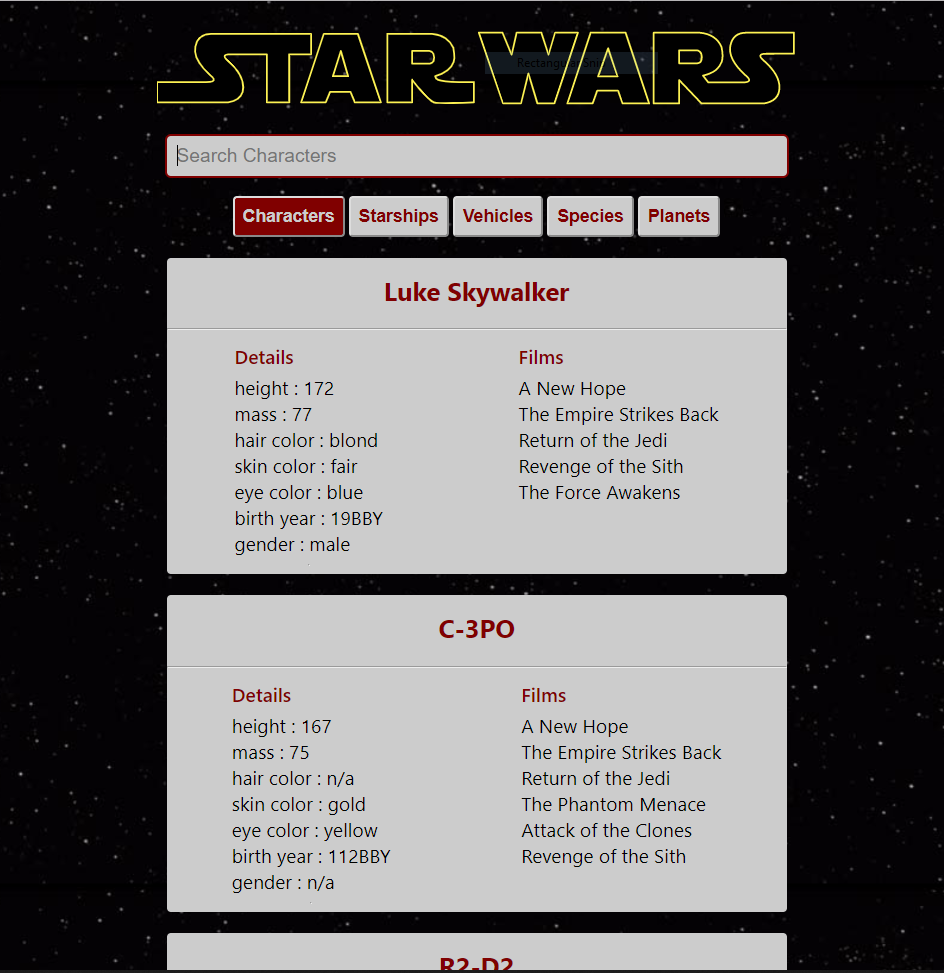 STAR WARS
Search Characters
Characters Starships Vehicles Species Planets
Luke Skywalker
Details
height : 172
mass : 77
hair color : blond
skin color : fair
eye color : blue
birth year : 19BBY
gender : male
Films
A New Hope
The Empire Strikes Back
Return of the Jedi
Revenge of the Sith
The Force Awakens
C-3PO
Details
height : 167
mass : 75
hair color : n/a
skin color : gold
eye color : yellow
birth year : 112BBY
gender : n/a
Films
A New Hope
The Empire Strikes Back
Return of the Jedi
The Phantom Menace
Attack of the Clones
Revenge of the Sith
R2-D2